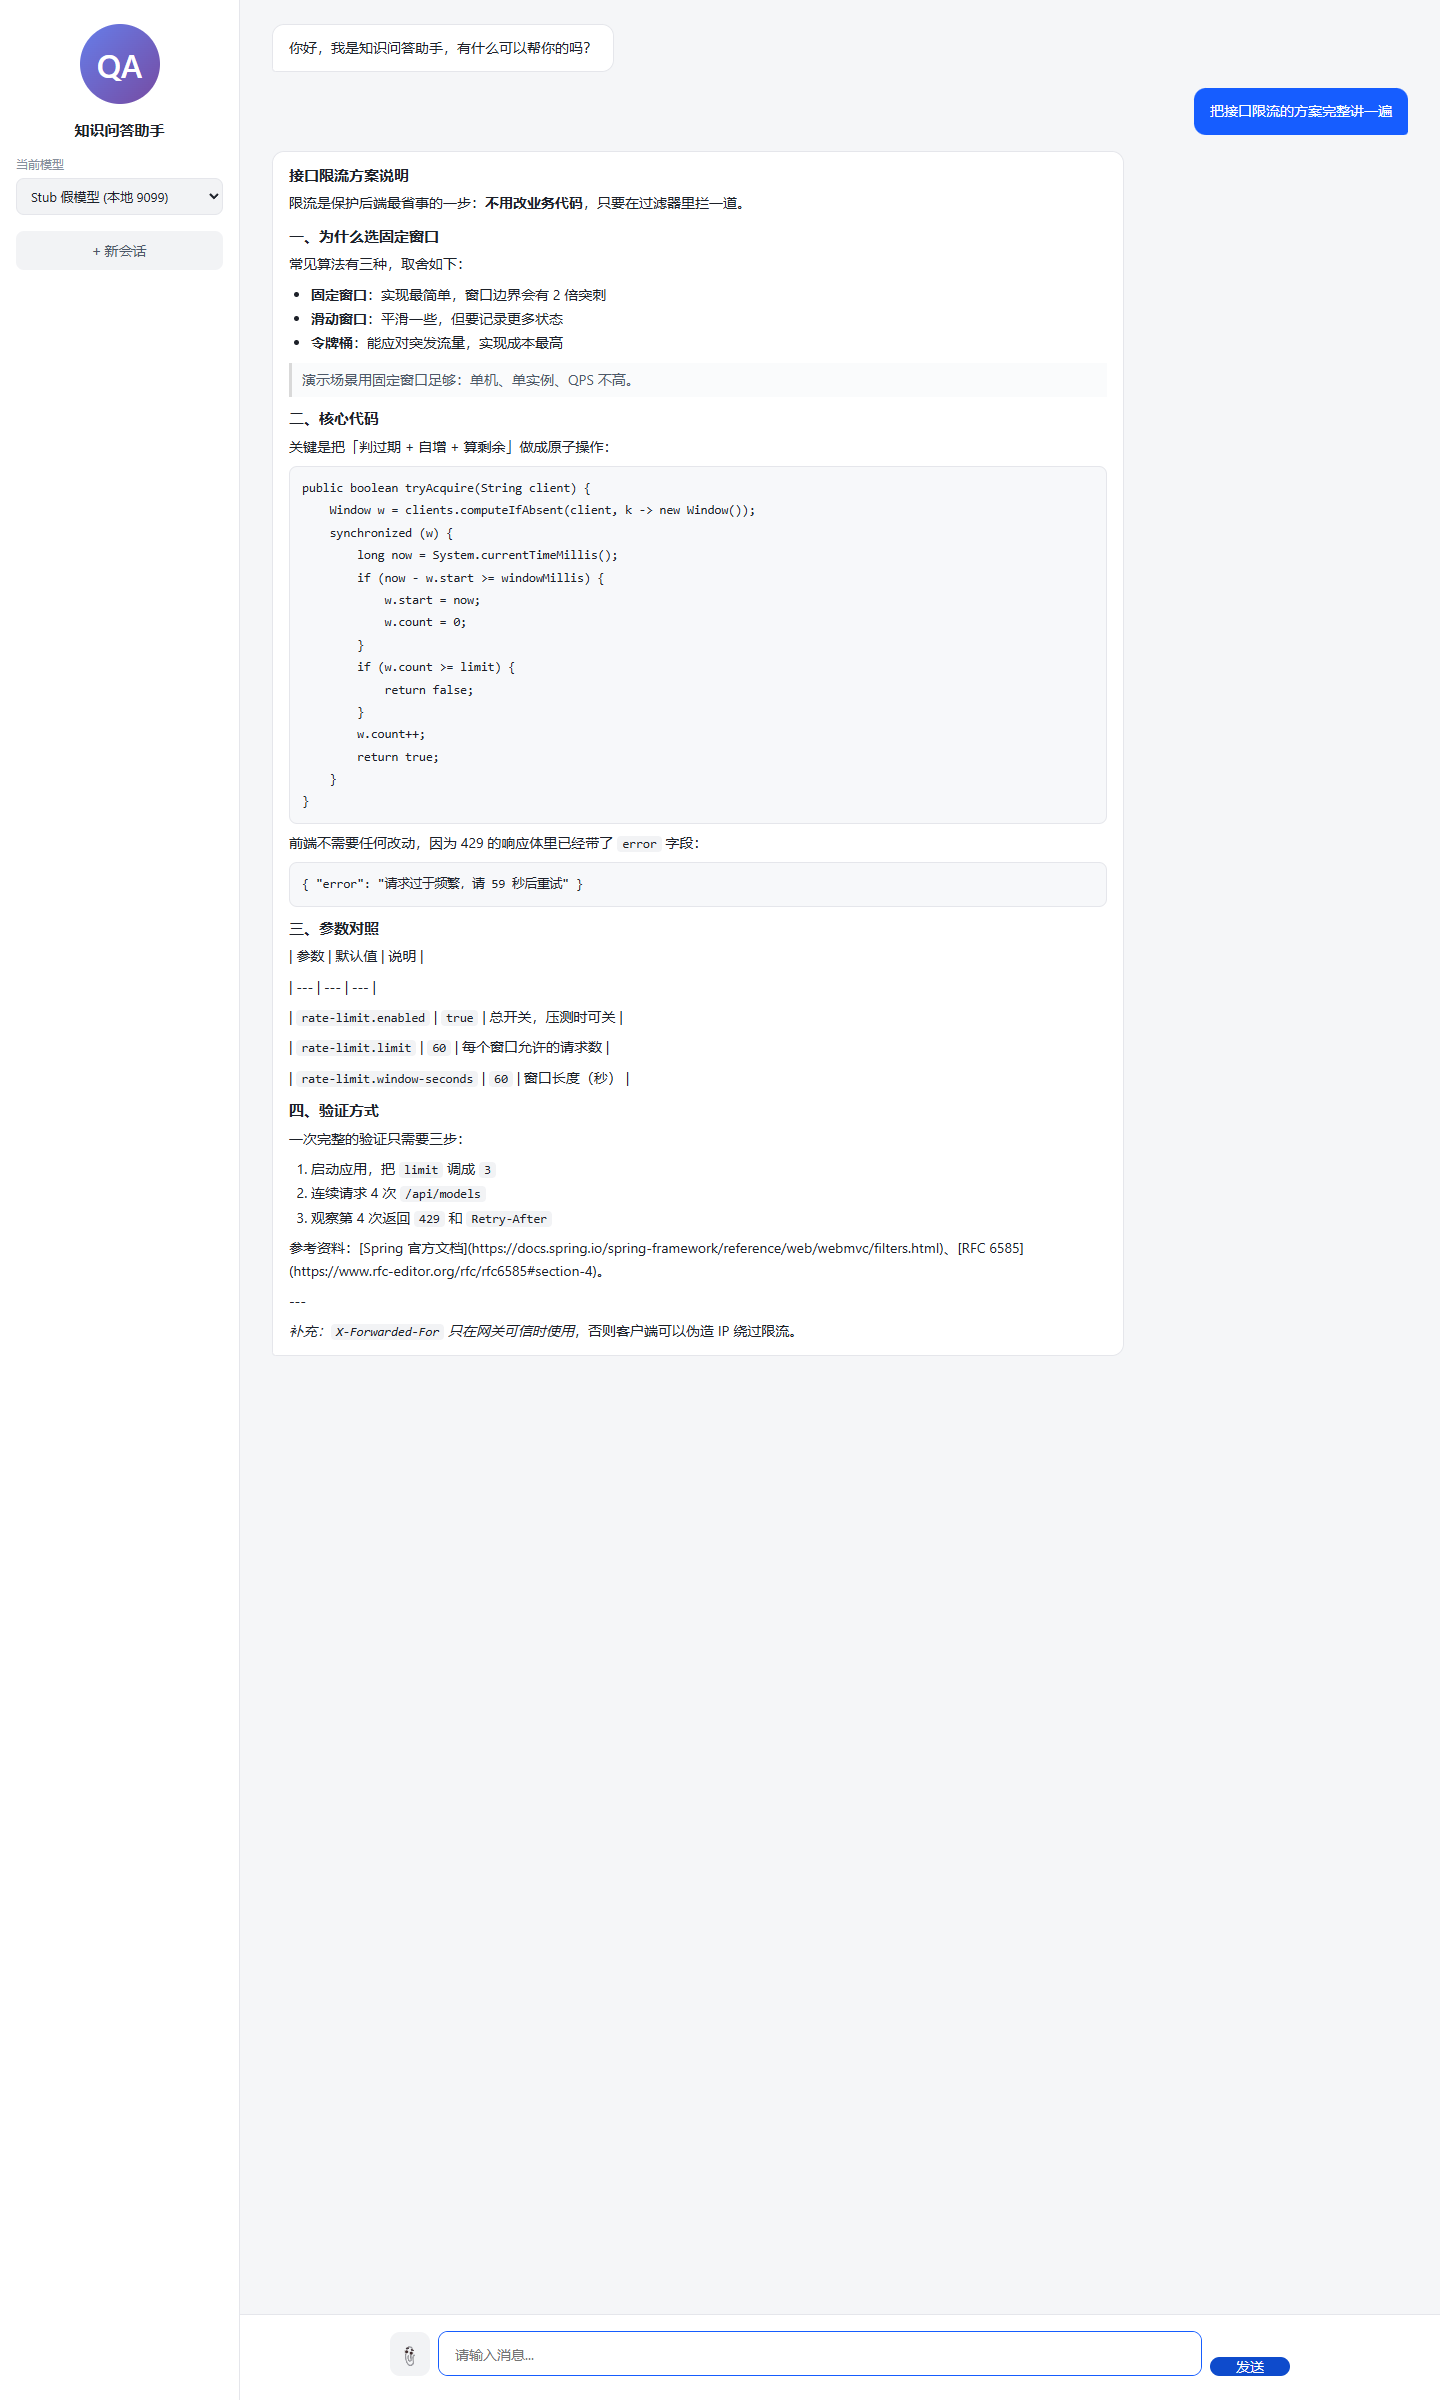 QA
知识问答助手
当前模型
Stub 假模型 (本地 9099)
+ 新会话
你好，我是知识问答助手，有什么可以帮你的吗？
把接口限流的方案完整讲一遍
接口限流方案说明
限流是保护后端最省事的一步：不用改业务代码，只要在过滤器里拦一道。
一、为什么选固定窗口
常见算法有三种，取舍如下：
• 固定窗口：实现最简单，窗口边界会有 2 倍突刺
• 滑动窗口：平滑一些，但要记录更多状态
• 令牌桶：能应对突发流量，实现成本最高
演示场景用固定窗口足够：单机、单实例、QPS 不高。
二、核心代码
关键是把「判过期 + 自增 + 算剩余」做成原子操作：
public boolean tryAcquire(String client) {
    Window w = clients.computeIfAbsent(client, k -> new Window());
    synchronized (w) {
        long now = System.currentTimeMillis();
        if (now - w.start >= windowMillis) {
            w.start = now;
            w.count = 0;
        }
        if (w.count >= limit) {
            return false;
        }
        w.count++;
        return true;
    }
}
前端不需要任何改动，因为 429 的响应体里已经带了 error 字段：
{ "error": "请求过于频繁，请 59 秒后重试" }
三、参数对照
| 参数 | 默认值 | 说明 |
| --- | --- | --- |
| rate-limit.enabled | true | 总开关，压测时可关 |
| rate-limit.limit | 60 | 每个窗口允许的请求数 |
| rate-limit.window-seconds | 60 | 窗口长度（�） |
四、验证方式
一次完整的验证只需要三步：
1. 启动应用，把 limit 调成 3
2. 连续请求 4 次 /api/models
3. 观察第 4 次返回 429 和 Retry-After
参考资料：[Spring 官方文档](https://docs.spring.io/spring-framework/reference/web/webmvc/filters.html)、[RFC 6585]
(https://www.rfc-editor.org/rfc/rfc6585#section-4)。
---
补充：X-Forwarded-For 只在网关可信时使用，否则客户端可以伪造 IP 绕过限流。
请输入消息...
发送